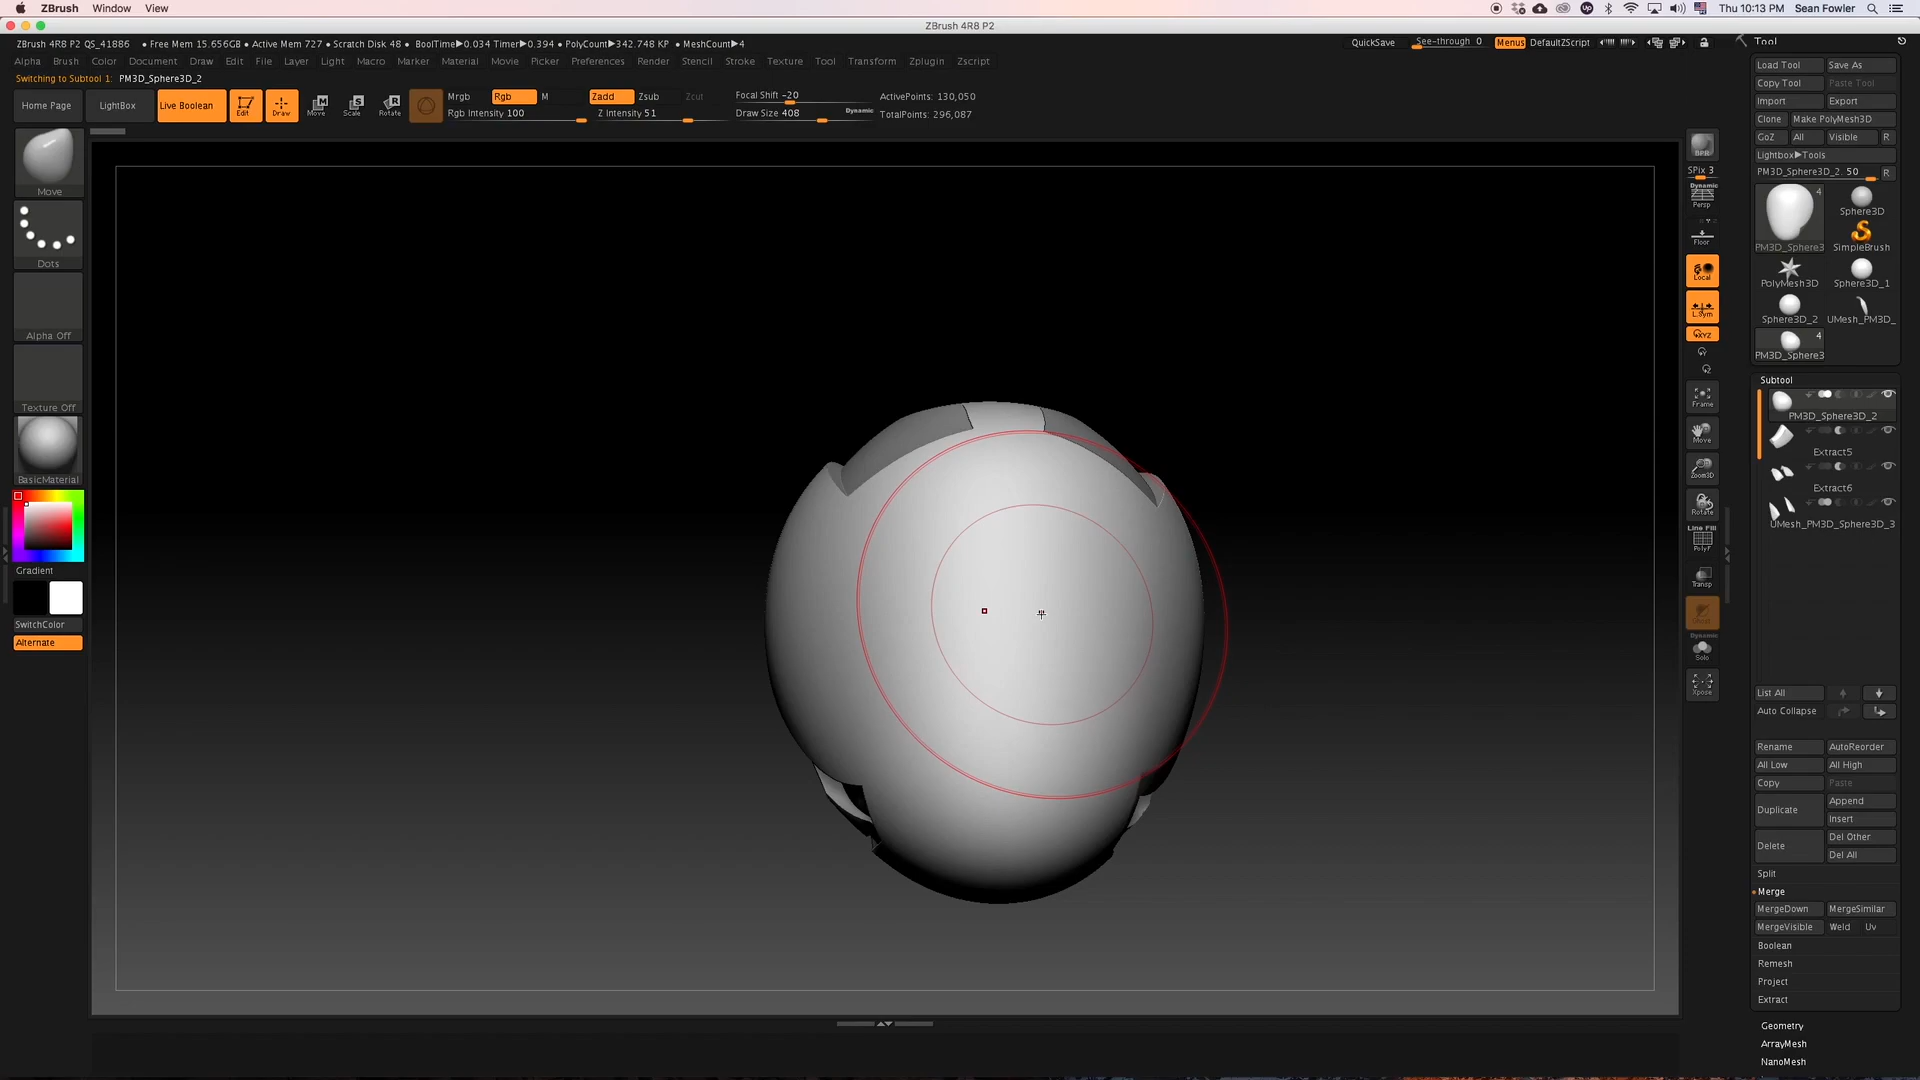 ZBrush Window View Thu 10:13 PM Sean Fowler
ZBrush 4R8 P2
ZBrush 4R8 P2 QS_41886 • Free Mem 15.656GB • Active Mem 727 • Scratch Disk 48 • BoolTime▶0.034 Timer▶0.394 • PolyCount▶342.748 KP • MeshCount▶4 QuickSave See-through 0 Menus DefaultZScript Tool
Alpha Brush Color Document Draw Edit File Layer Light Macro Marker Material Movie Picker Preferences Render Stencil Stroke Texture Tool Transform Zplugin Zscript
Switching to Subtool 1: PM3D_Sphere3D_2
Home Page LightBox Live Boolean Edit Draw Move Scale Rotate
Mrgb Rgb M Zadd Zsub Zcut Focal Shift -20 ActivePoints: 130,050
Rgb Intensity 100 Z Intensity 51 Draw Size 408 Dynamic TotalPoints: 296,087
Move
Dots
Alpha Off
Texture Off
BasicMaterial
Gradient
SwitchColor
Alternate
BPR
SPix 3
Dynamic
Persp
Floor
Local
L.Sym
XYZ
Frame
Move
Zoom3D
Rotate
Line Fill
PolyF
Transp
Dynamic
Solo
Xpose
Load Tool Save As
Copy Tool Paste Tool
Import Export
Clone Make PolyMesh3D
GoZ All Visible R
Lightbox▶Tools
PM3D_Sphere3D_2. 50 R
4
Sphere3D
PM3D_Sphere3 SimpleBrush
PolyMesh3D Sphere3D_1
Sphere3D_2 UMesh_PM3D_
4
PM3D_Sphere3
Subtool
PM3D_Sphere3D_2
Extract5
Extract6
UMesh_PM3D_Sphere3D_3
List All
Auto Collapse
Rename AutoReorder
All Low All High
Copy Paste
Duplicate Append
Insert
Delete Del Other
Del All
Split
Merge
MergeDown MergeSimilar
MergeVisible Weld Uv
Boolean
Remesh
Project
Extract
Geometry
ArrayMesh
NanoMesh